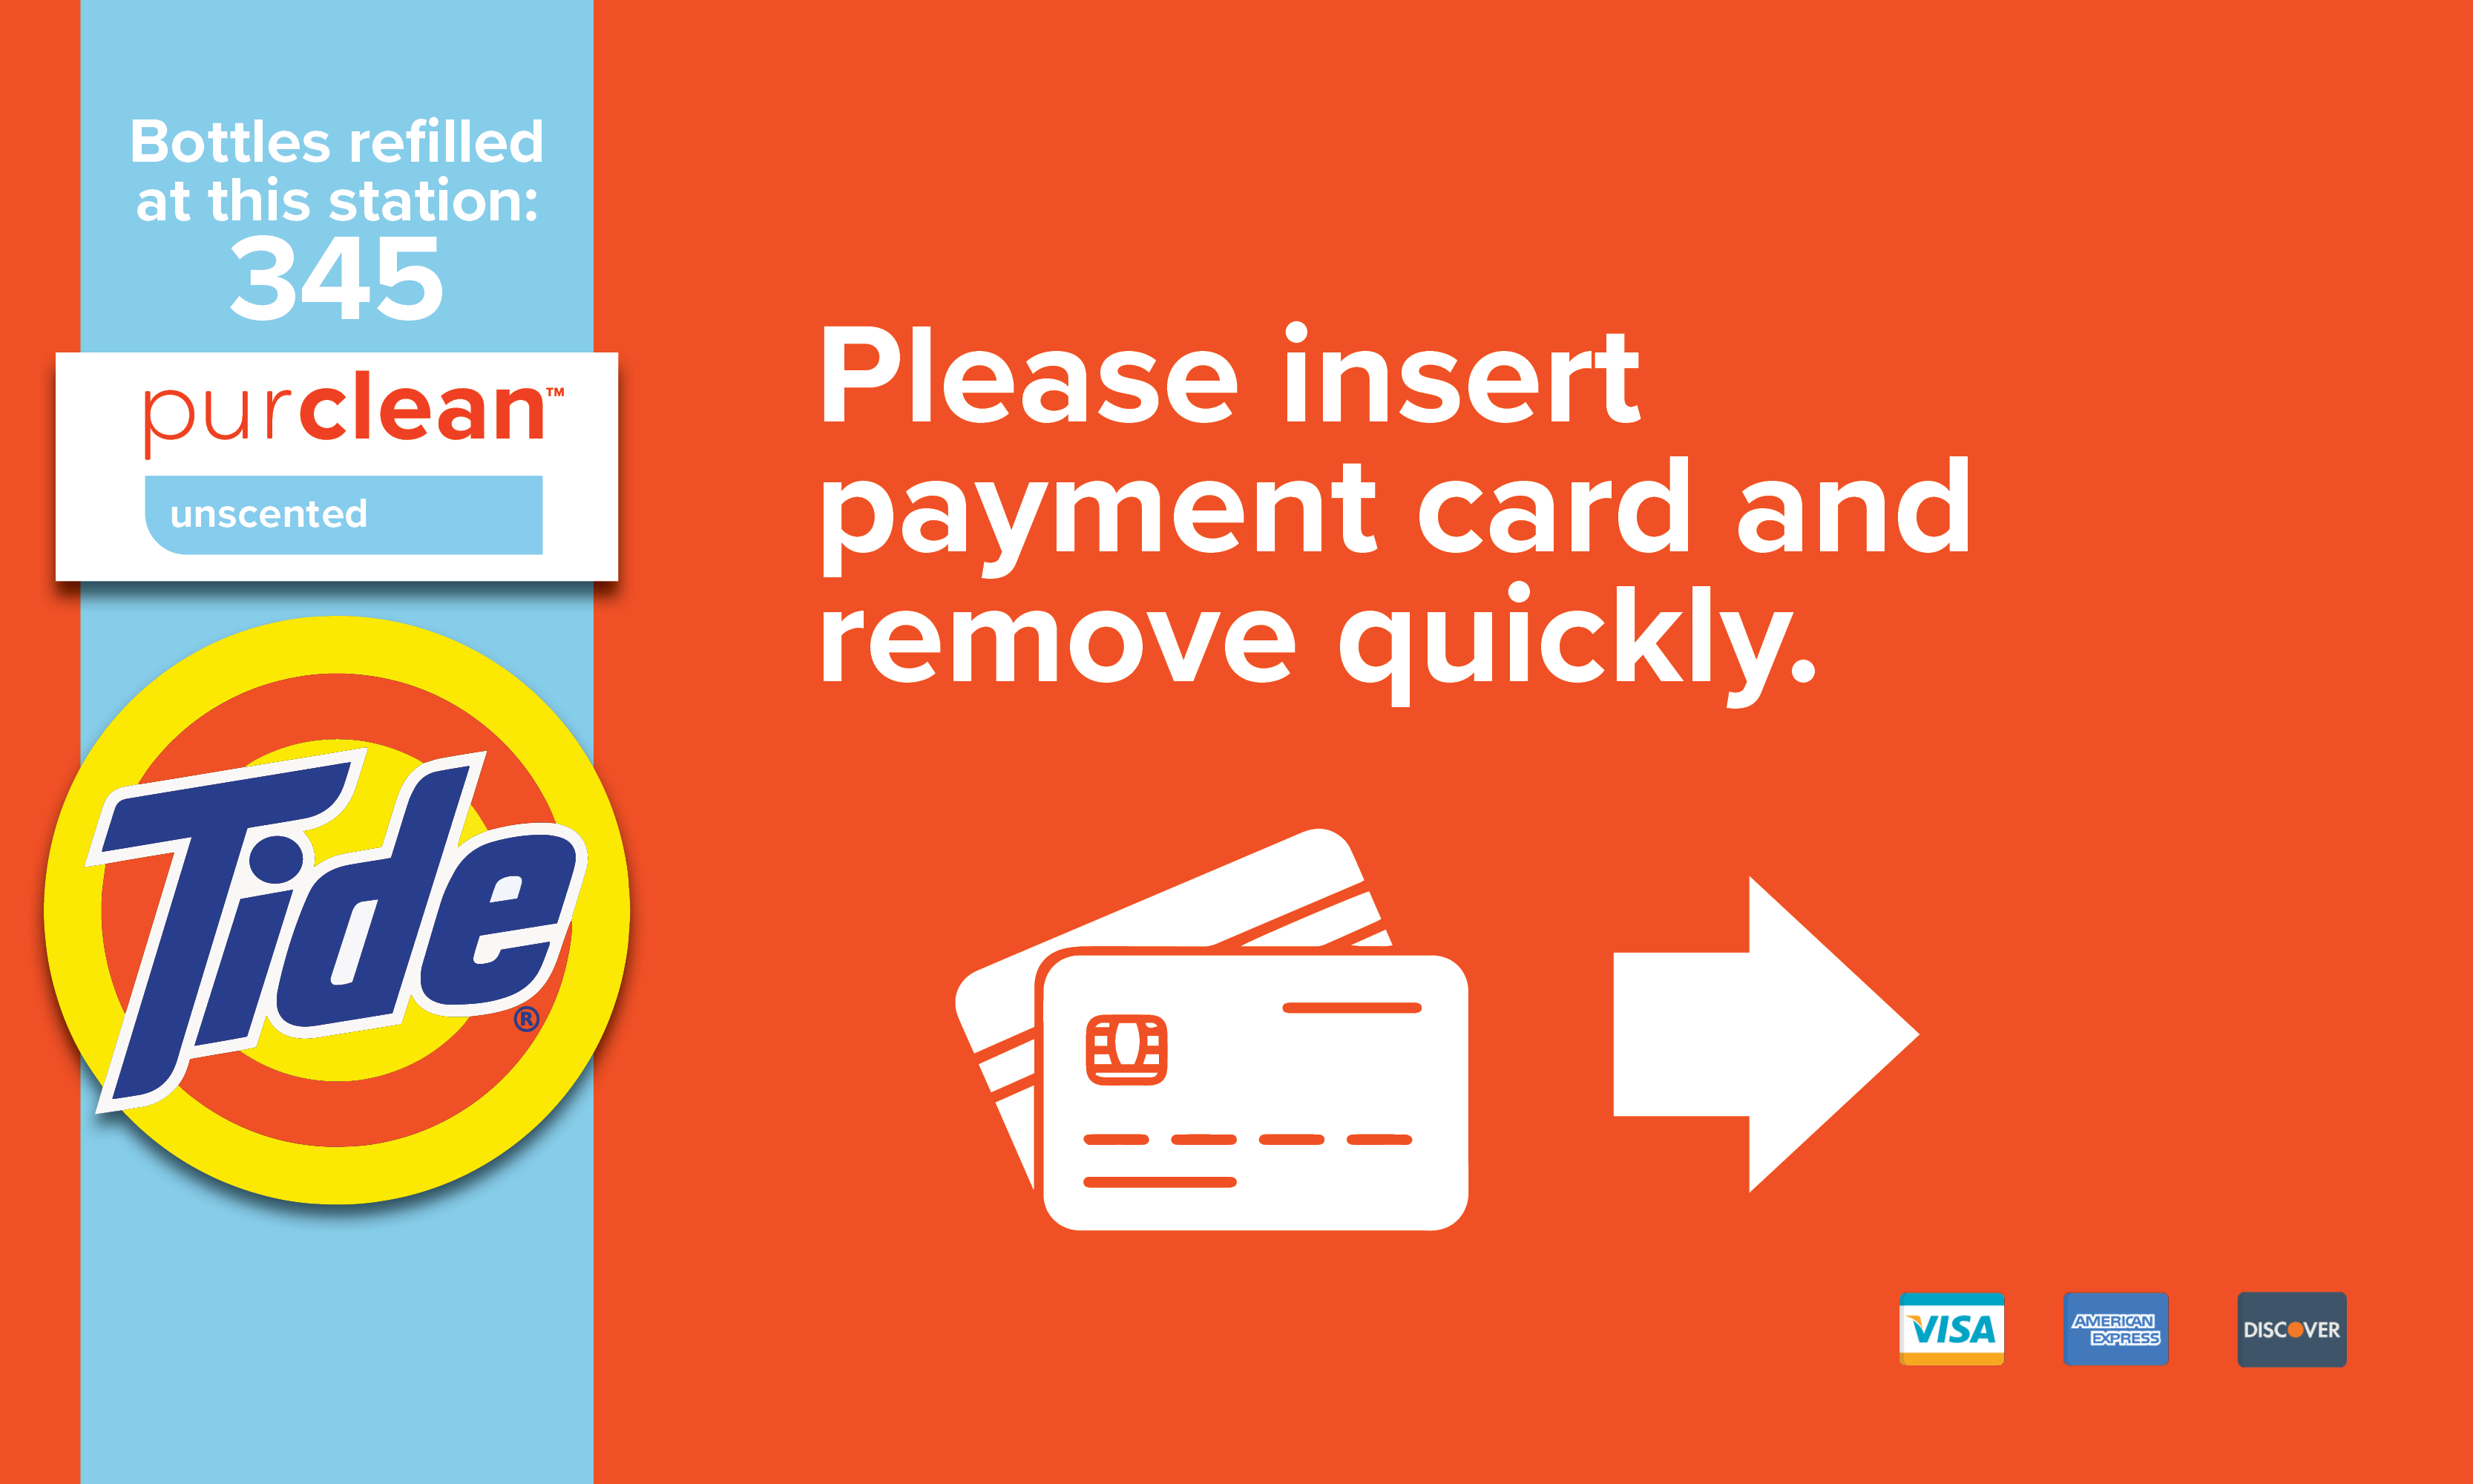 Bottles refilled
at this station:
345
purclean™
unscented
Tide®
Please insert
payment card and
remove quickly.
VISA
AMERICAN
EXPRESS
DISCOVER